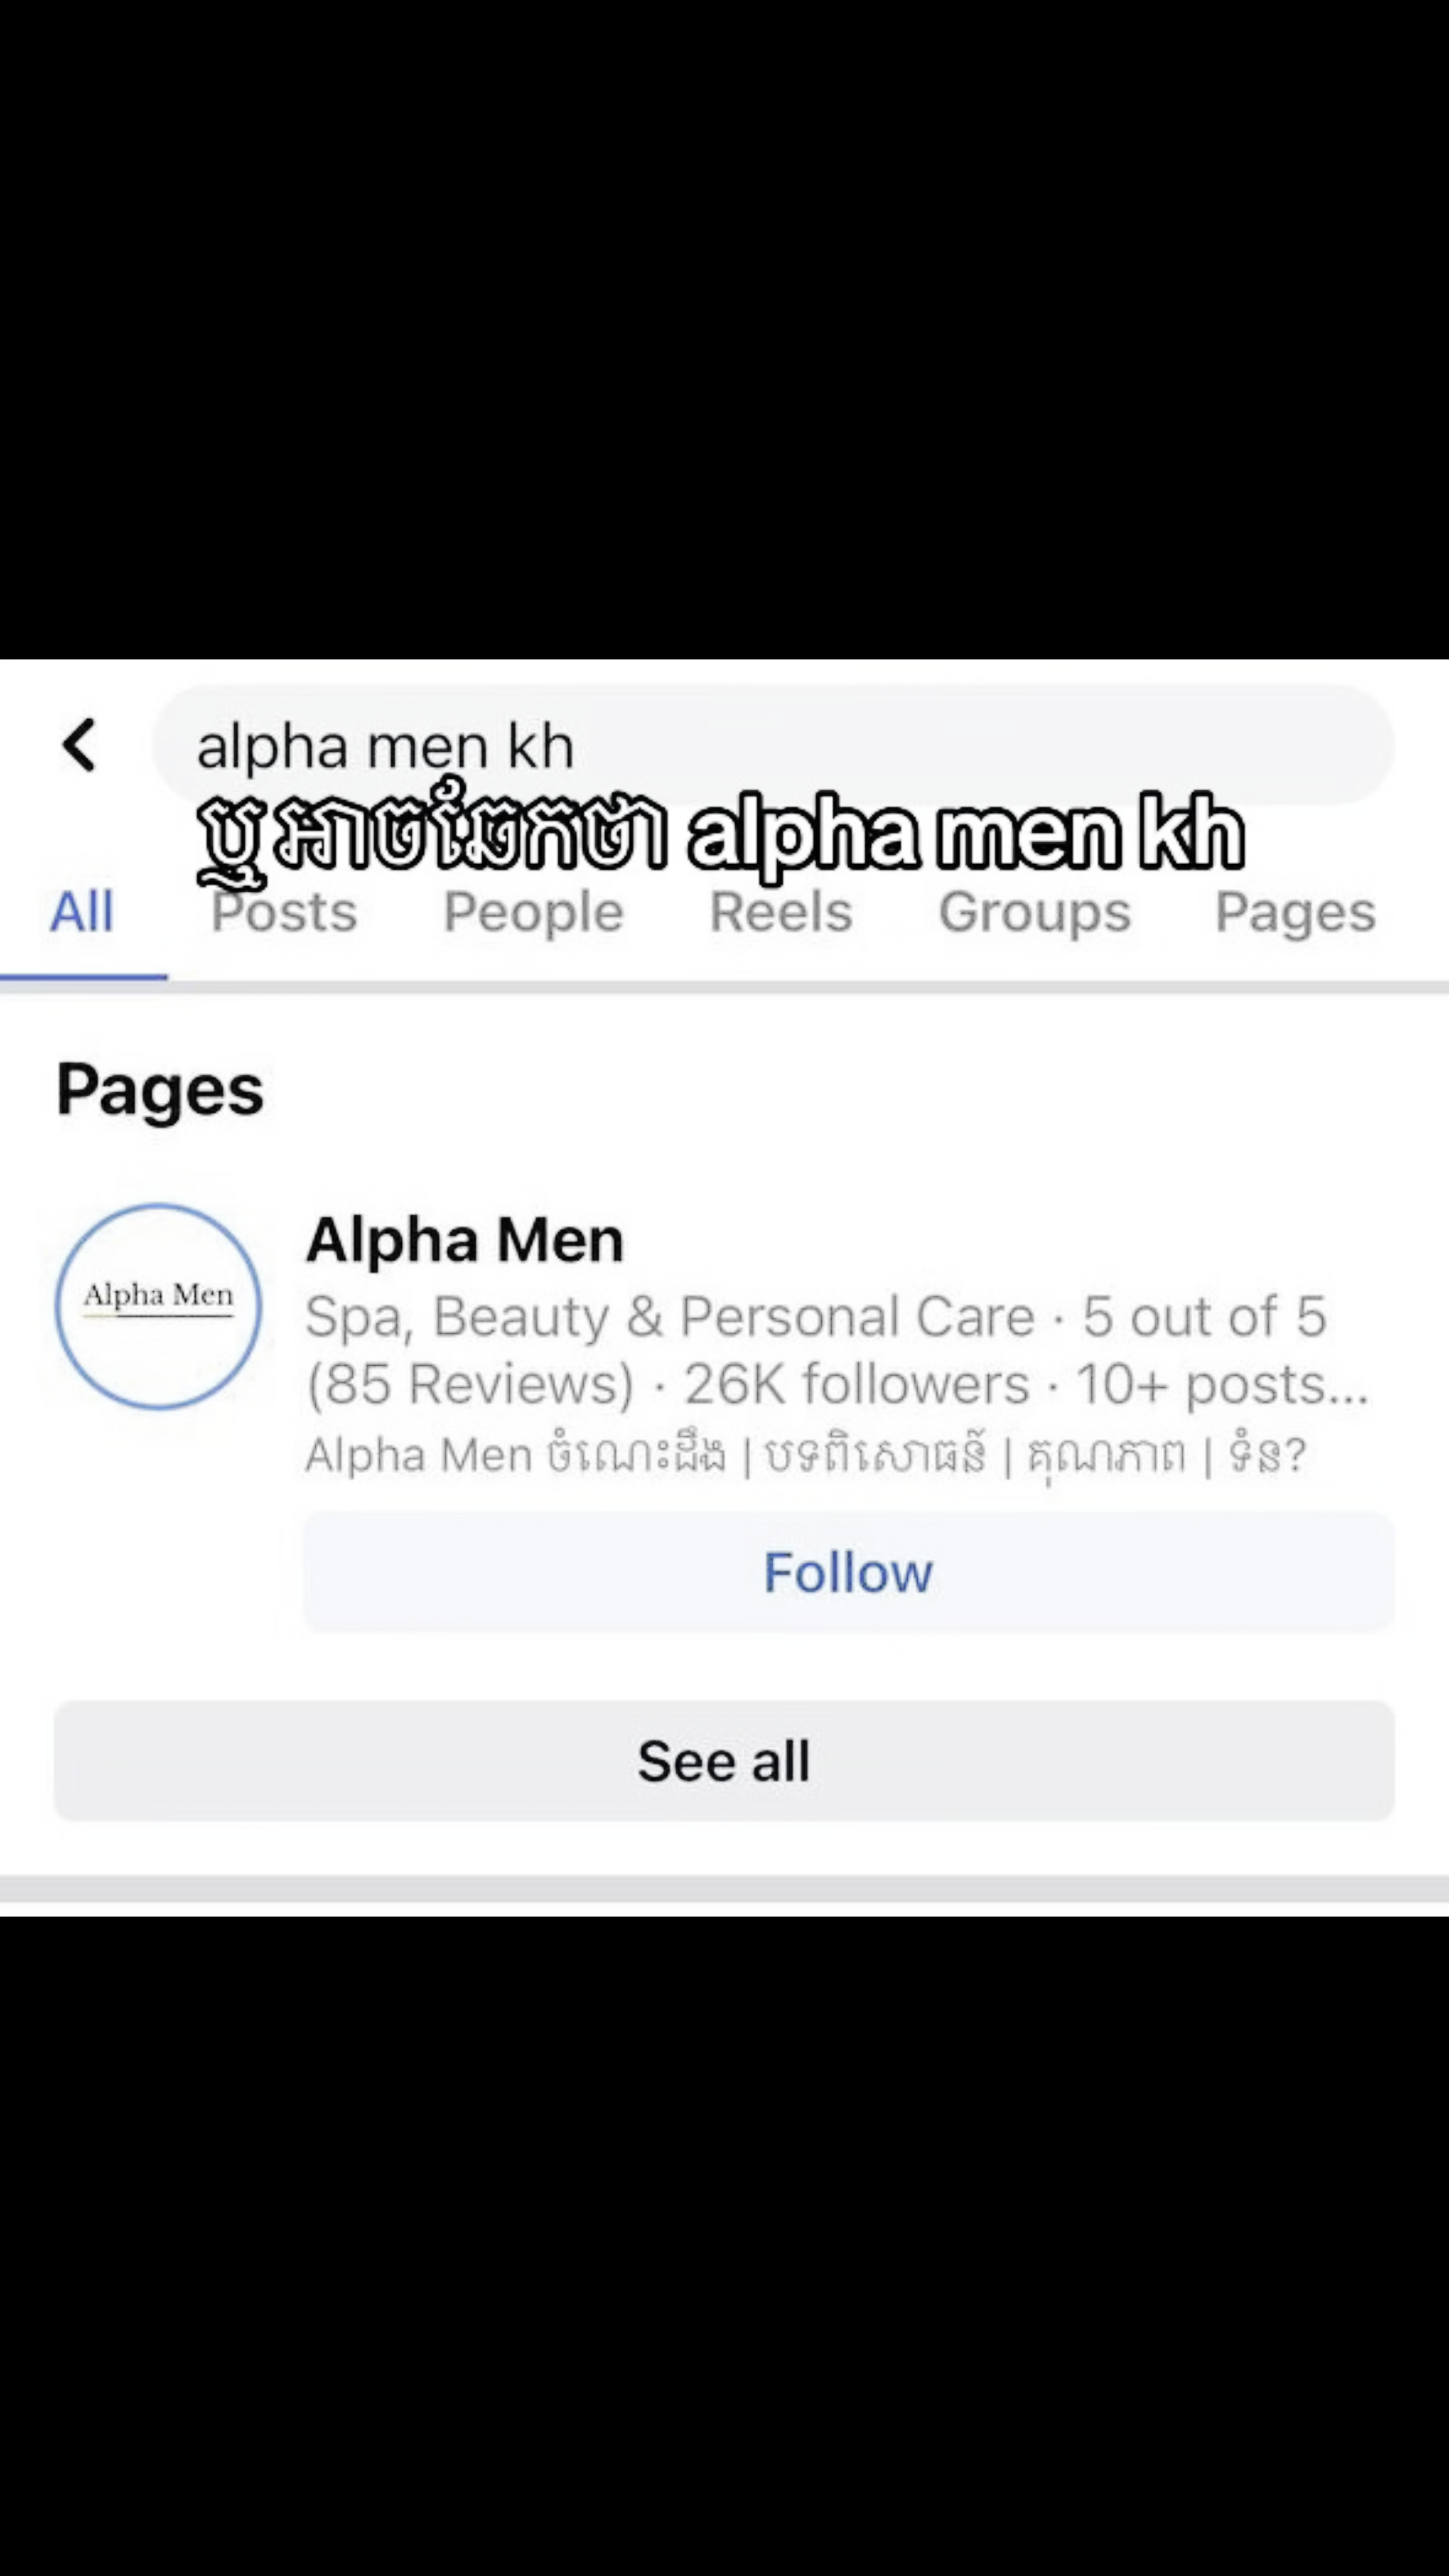 alpha men kh
ឬអាចឆែកថា alpha men kh
All Posts People Reels Groups Pages
Pages
Alpha Men
Alpha Men
Spa, Beauty & Personal Care · 5 out of 5
(85 Reviews) · 26K followers · 10+ posts...
Alpha Men ចំណេះដឹង | បទពិសោធន៍ | គុណភាព | ទំន?
Follow
See all